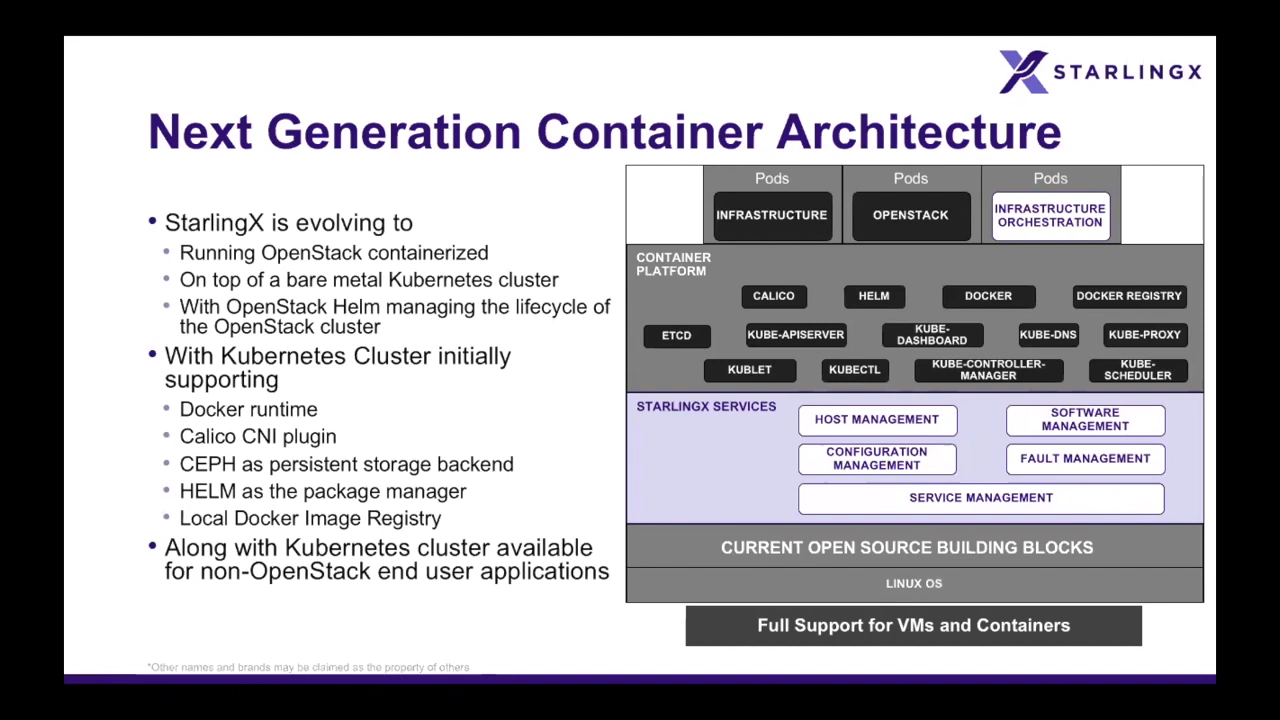 STARLINGX
Next Generation Container Architecture
• StarlingX is evolving to
• Running OpenStack containerized
• On top of a bare metal Kubernetes cluster
• With OpenStack Helm managing the lifecycle of
the OpenStack cluster
• With Kubernetes Cluster initially
supporting
• Docker runtime
• Calico CNI plugin
• CEPH as persistent storage backend
• HELM as the package manager
• Local Docker Image Registry
• Along with Kubernetes cluster available
for non-OpenStack end user applications
Pods
INFRASTRUCTURE
Pods
OPENSTACK
Pods
INFRASTRUCTURE
ORCHESTRATION
CONTAINER
PLATFORM
CALICO
HELM
DOCKER
DOCKER REGISTRY
ETCD
KUBE-APISERVER
KUBE-
DASHBOARD
KUBE-DNS
KUBE-PROXY
KUBLET
KUBECTL
KUBE-CONTROLLER-
MANAGER
KUBE-
SCHEDULER
STARLINGX SERVICES
HOST MANAGEMENT
SOFTWARE
MANAGEMENT
CONFIGURATION
MANAGEMENT
FAULT MANAGEMENT
SERVICE MANAGEMENT
CURRENT OPEN SOURCE BUILDING BLOCKS
LINUX OS
Full Support for VMs and Containers
*Other names and brands may be claimed as the property of others